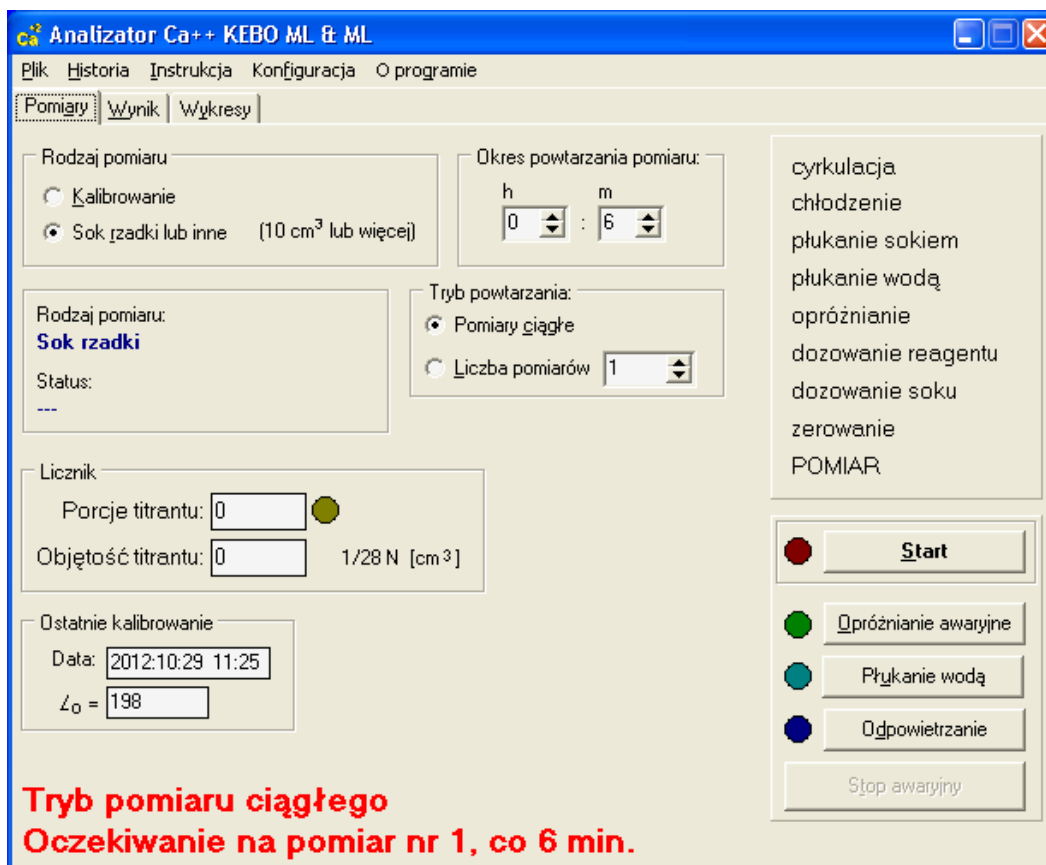 Ca+2 Analizator Ca++ KEBO ML & ML
Plik Historia Instrukcja Konfiguracja O programie
Pomiary Wynik Wykresy
Rodzaj pomiaru
Kalibrowanie
Sok rzadki lub inne (10 cm³ lub więcej)
Okres powtarzania pomiaru:
h m
0 : 6
Rodzaj pomiaru:
Sok rzadki
Status:
---
Tryb powtarzania:
Pomiary ciągłe
Liczba pomiarów 1
Licznik
Porcje titrantu: 0
Objętość titrantu: 0 1/28 N [cm³]
Ostatnie kalibrowanie
Data: 2012:10:29 11:25
∠o = 198
cyrkulacja
chłodzenie
płukanie sokiem
płukanie wodą
opróżnianie
dozowanie reagentu
dozowanie soku
zerowanie
POMIAR
Start
Opróżnianie awaryjne
Płukanie wodą
Odpowietrzanie
Stop awaryjny
Tryb pomiaru ciągłego
Oczekiwanie na pomiar nr 1, co 6 min.